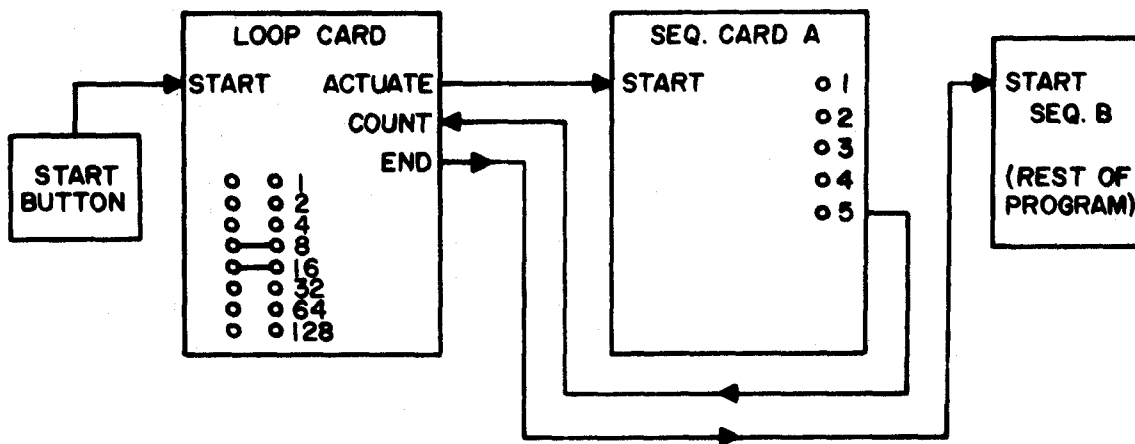 START
BUTTON
LOOP CARD
START
ACTUATE
COUNT
END
1
2
4
8
16
32
64
128
SEQ. CARD A
START
1
2
3
4
5
START
SEQ. B
(REST OF
PROGRAM)